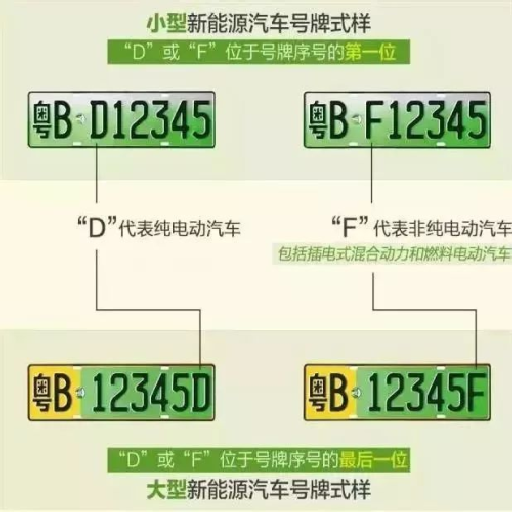 小型新能源汽车号牌式样
“D”或“F”位于号牌序号的第一位
粤B D12345
粤B F12345
“D”代表纯电动汽车
“F”代表非纯电动汽车
包括插电式混合动力和燃料电动汽车
粤B 12345D
粤B 12345F
“D”或“F”位于号牌序号的最后一位
大型新能源汽车号牌式样